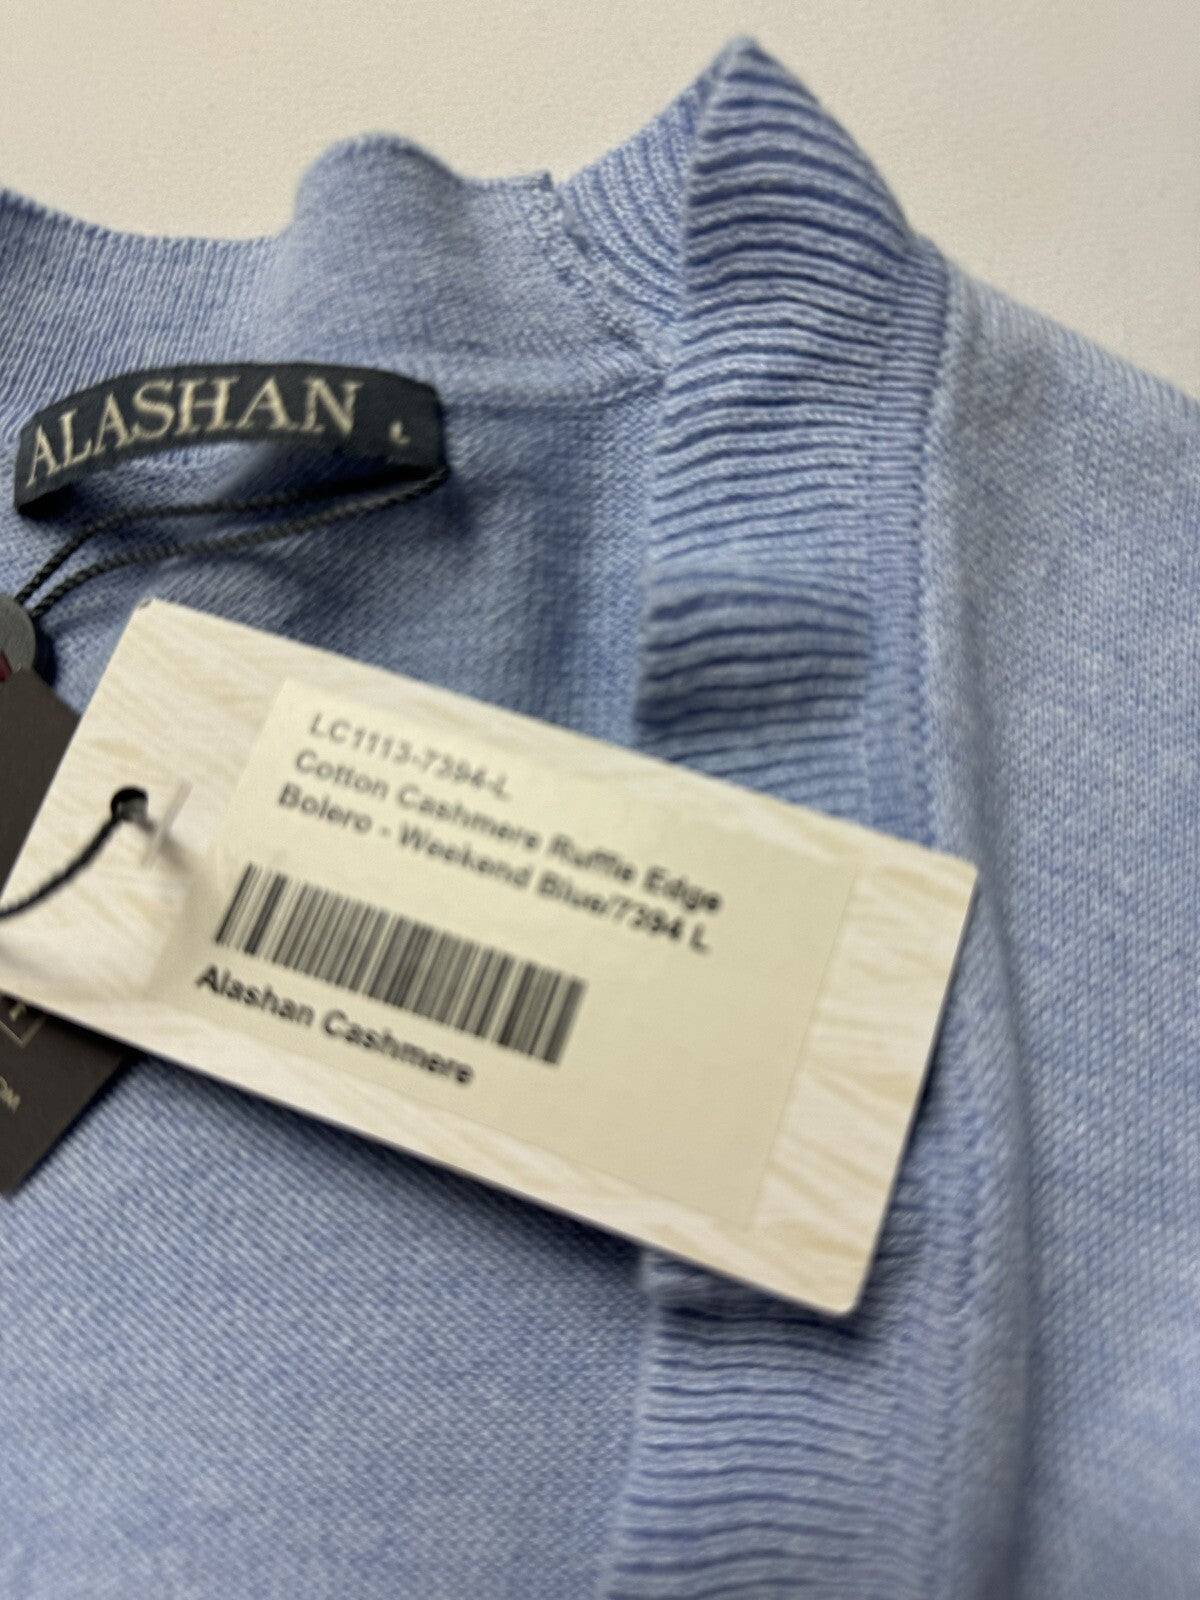 ALASHAN L
LC1113-7394-L
Cotton Cashmere Ruffle Edge
Bolero - Weekend Blue/7394 L
Alashan Cashmere